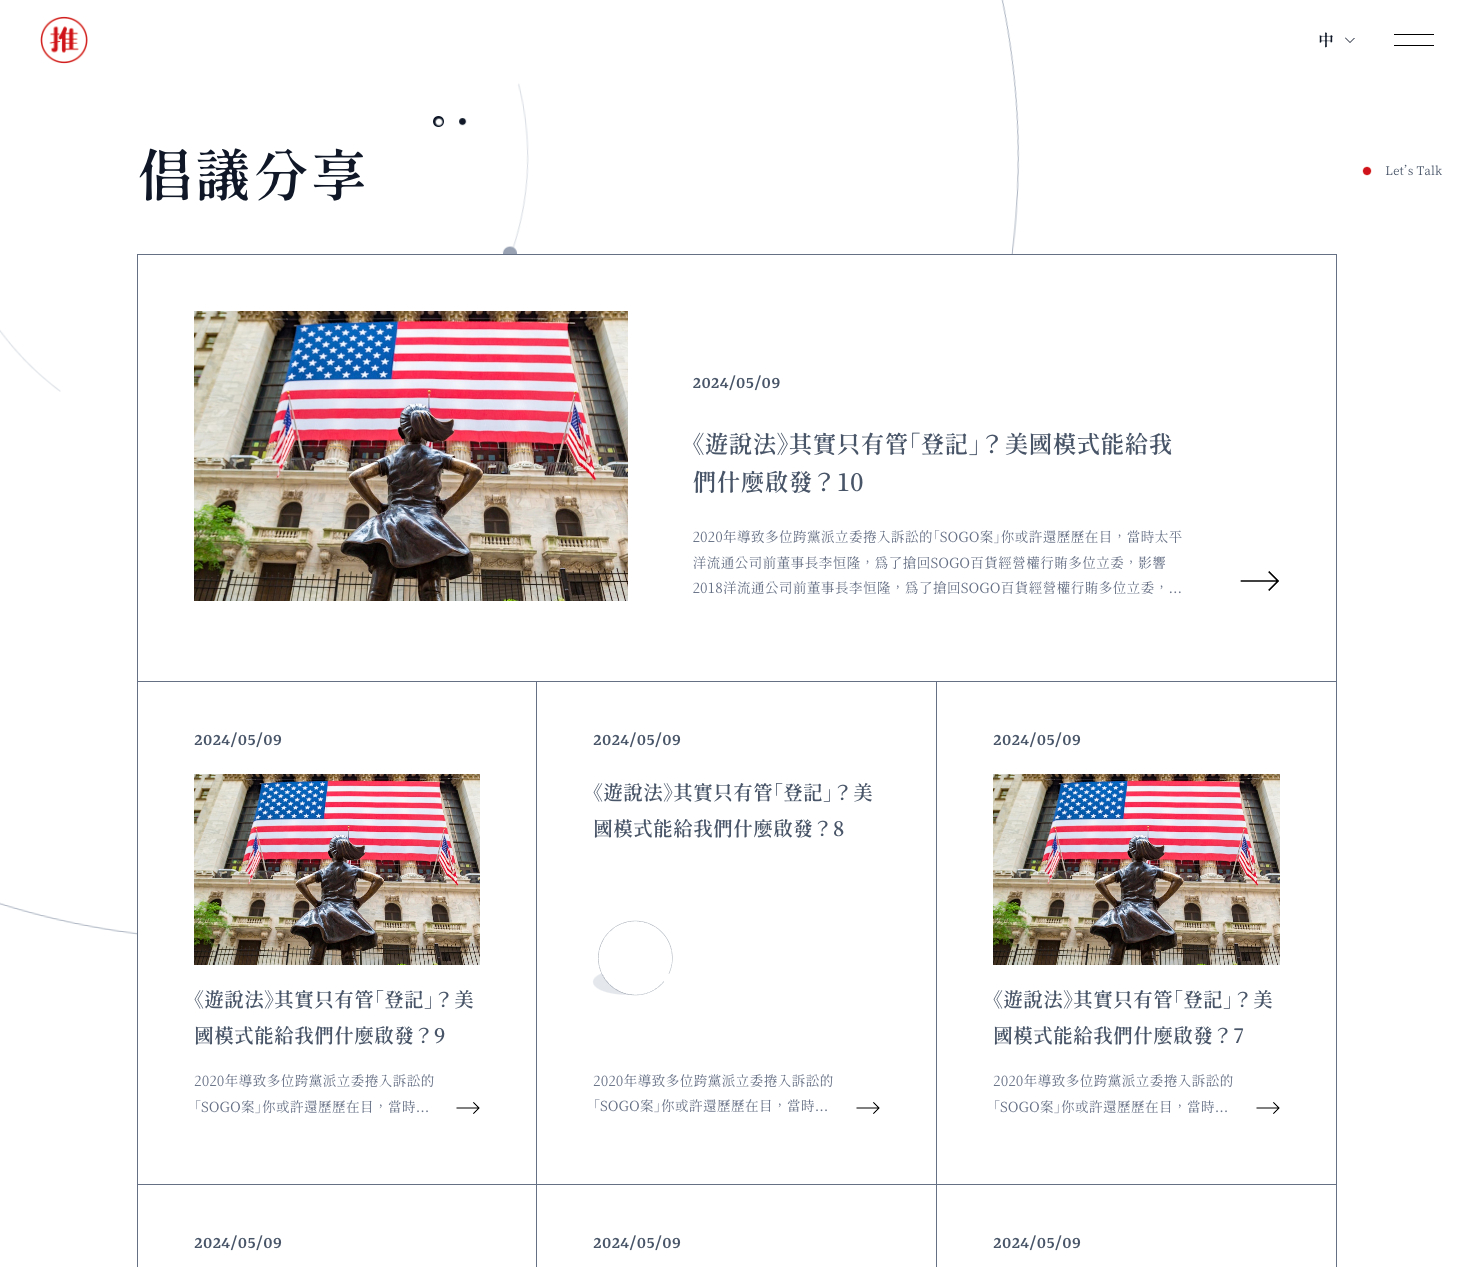 推
中
倡議分享
Let's Talk
2024/05/09
《遊說法》其實只有管「登記」？美國模式能給我
們什麼啟發？10
2020年導致多位跨黨派立委捲入訴訟的「SOGO案」你或許還歷歷在目，當時太平
洋流通公司前董事長李恒隆，為了搶回SOGO百貨經營權行賄多位立委，影響
2018洋流通公司前董事長李恒隆，為了搶回SOGO百貨經營權行賄多位立委，...
2024/05/09
《遊說法》其實只有管「登記」？美
國模式能給我們什麼啟發？9
2020年導致多位跨黨派立委捲入訴訟的
「SOGO案」你或許還歷歷在目，當時...
2024/05/09
《遊說法》其實只有管「登記」？美
國模式能給我們什麼啟發？8
2020年導致多位跨黨派立委捲入訴訟的
「SOGO案」你或許還歷歷在目，當時...
2024/05/09
《遊說法》其實只有管「登記」？美
國模式能給我們什麼啟發？7
2020年導致多位跨黨派立委捲入訴訟的
「SOGO案」你或許還歷歷在目，當時...
2024/05/09
2024/05/09
2024/05/09